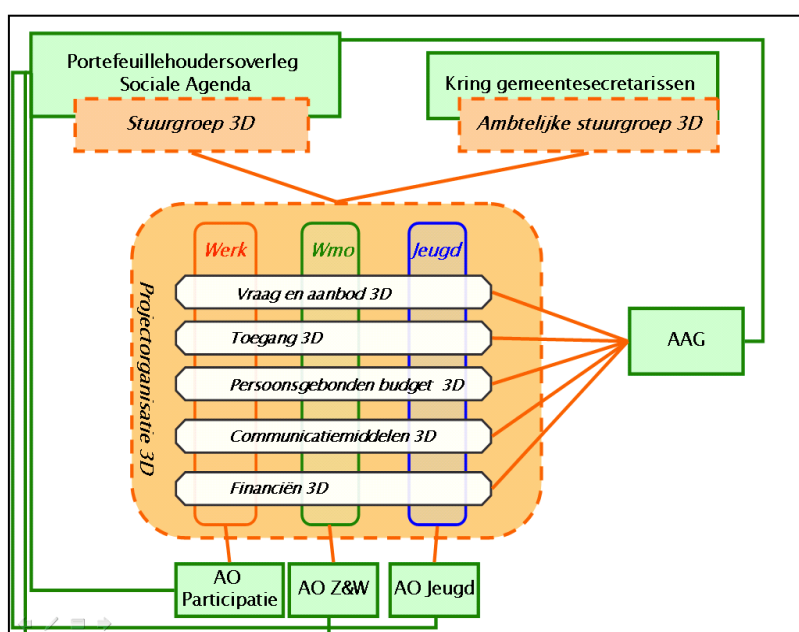 Portefeuillehoudersoverleg
Sociale Agenda
Stuurgroep 3D
Kring gemeentesecretarissen
Ambtelijke stuurgroep 3D
Projectorganisatie 3D
Werk
Wmo
Jeugd
Vraag en aanbod 3D
Toegang 3D
Persoonsgebonden budget 3D
Communicatiemiddelen 3D
Financiën 3D
AAG
AO
Participatie
AO Z&W
AO Jeugd